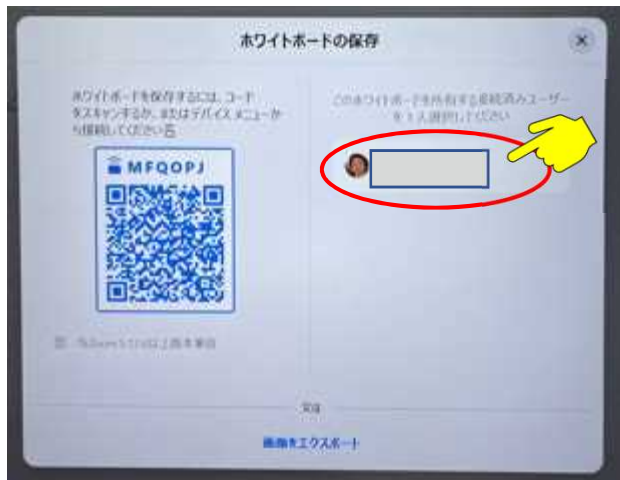 ホワイトボードの保存
ホワイトボードを保存するには、コード
をスキャンするか、またはデバイス メニューか
ら接続してください
MFQOPJ
このホワイトボードを所有する接続済みユーザー
を 1 人選択してください
または
画面をエクスポート